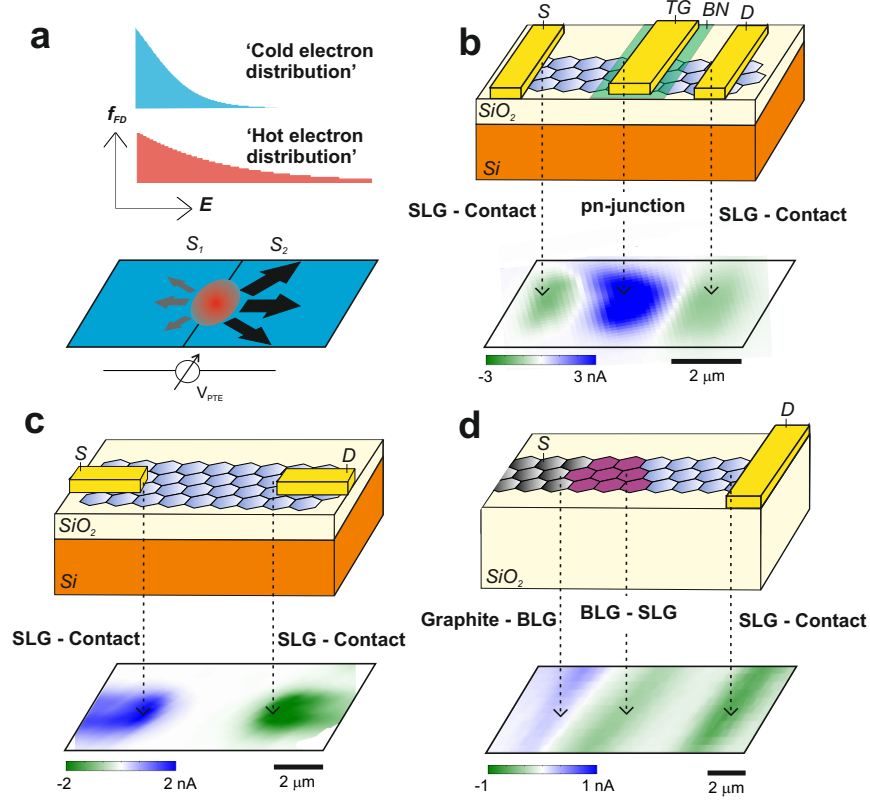 a
‘Cold electron
distribution’
f_FD
‘Hot electron
distribution’
E
S₁ S₂
V_PTE
b
S TG BN D
SiO₂
Si
SLG - Contact pn-junction SLG - Contact
-3 3 nA 2 μm
c
S D
SiO₂
Si
SLG - Contact SLG - Contact
-2 2 nA 2 μm
d
D
S
SiO₂
Graphite - BLG BLG - SLG SLG - Contact
-1 1 nA 2 μm